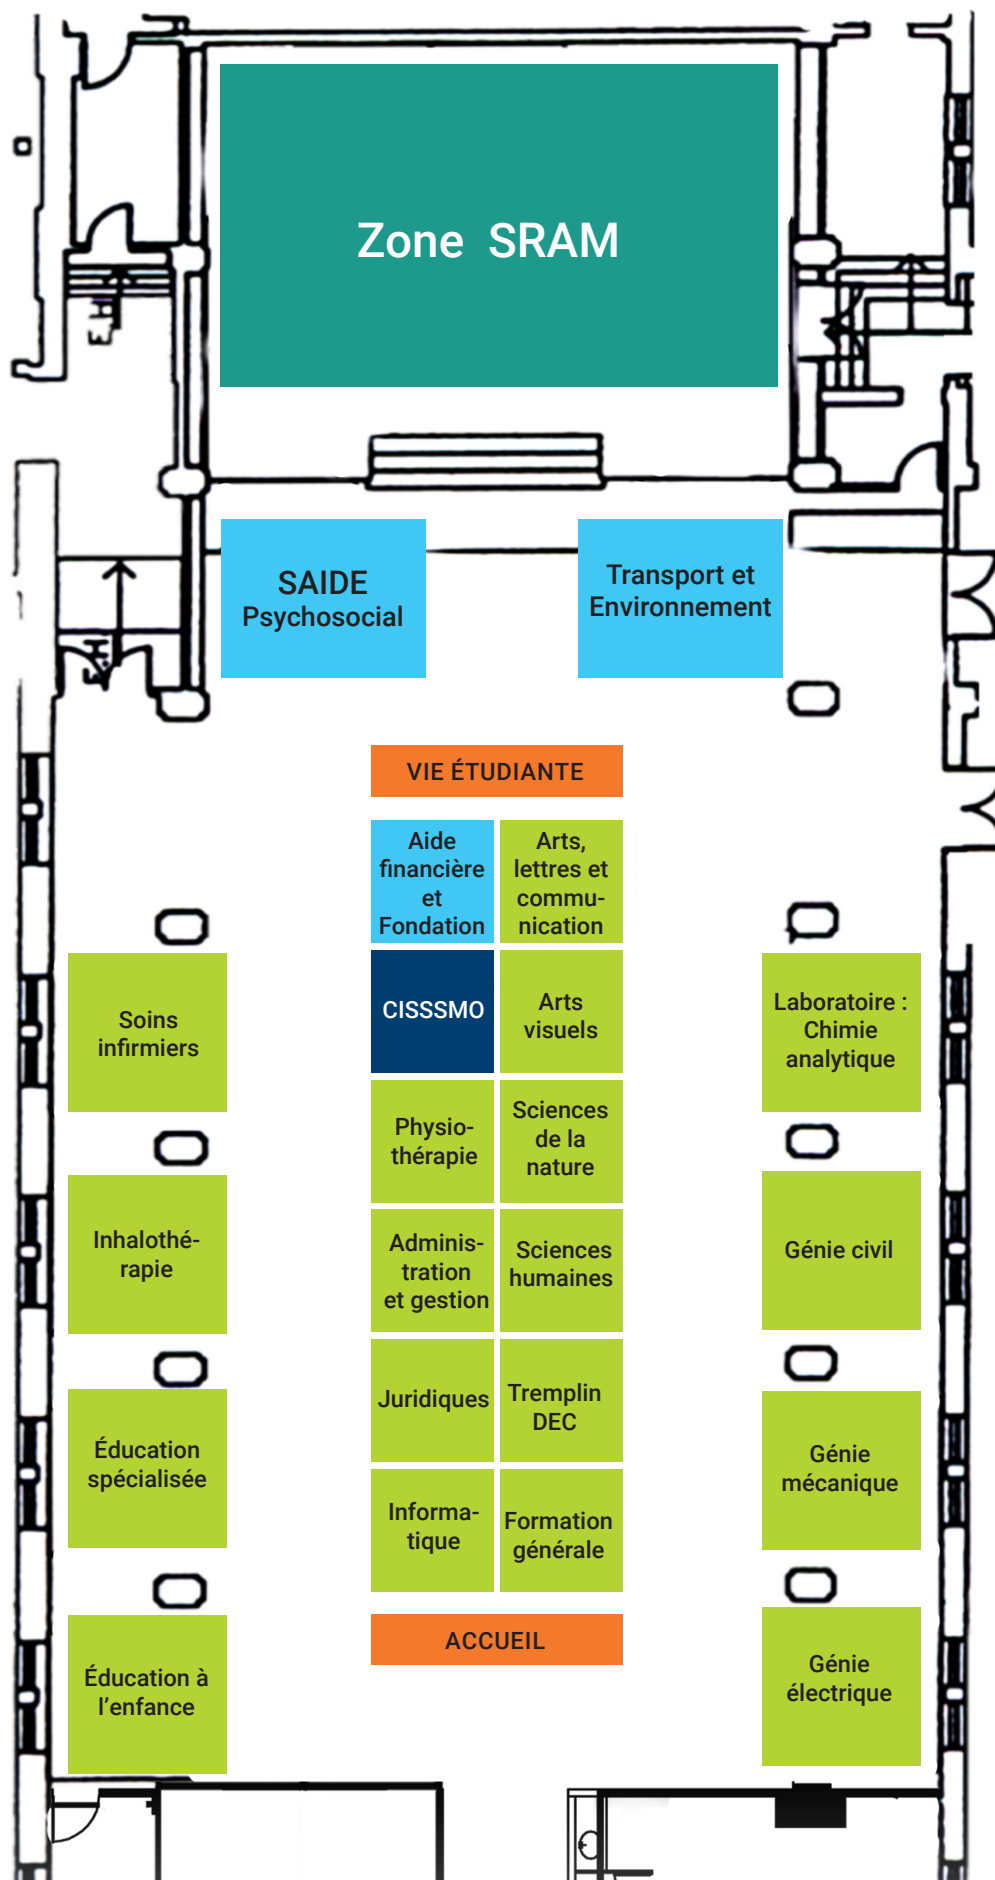 Zone SRAM
E.H
SAIDE
Psychosocial
Transport et
Environnement
E.H
VIE ÉTUDIANTE
Aide
financière
et
Fondation
Arts,
lettres et
commu-
nication
Soins
infirmiers
CISSSMO
Arts
visuels
Laboratoire :
Chimie
analytique
Physio-
thérapie
Sciences
de la
nature
Inhalothé-
rapie
Adminis-
tration
et gestion
Sciences
humaines
Génie civil
Éducation
spécialisée
Juridiques
Tremplin
DEC
Génie
mécanique
Informa-
tique
Formation
générale
Éducation à
l'enfance
ACCUEIL
Génie
électrique